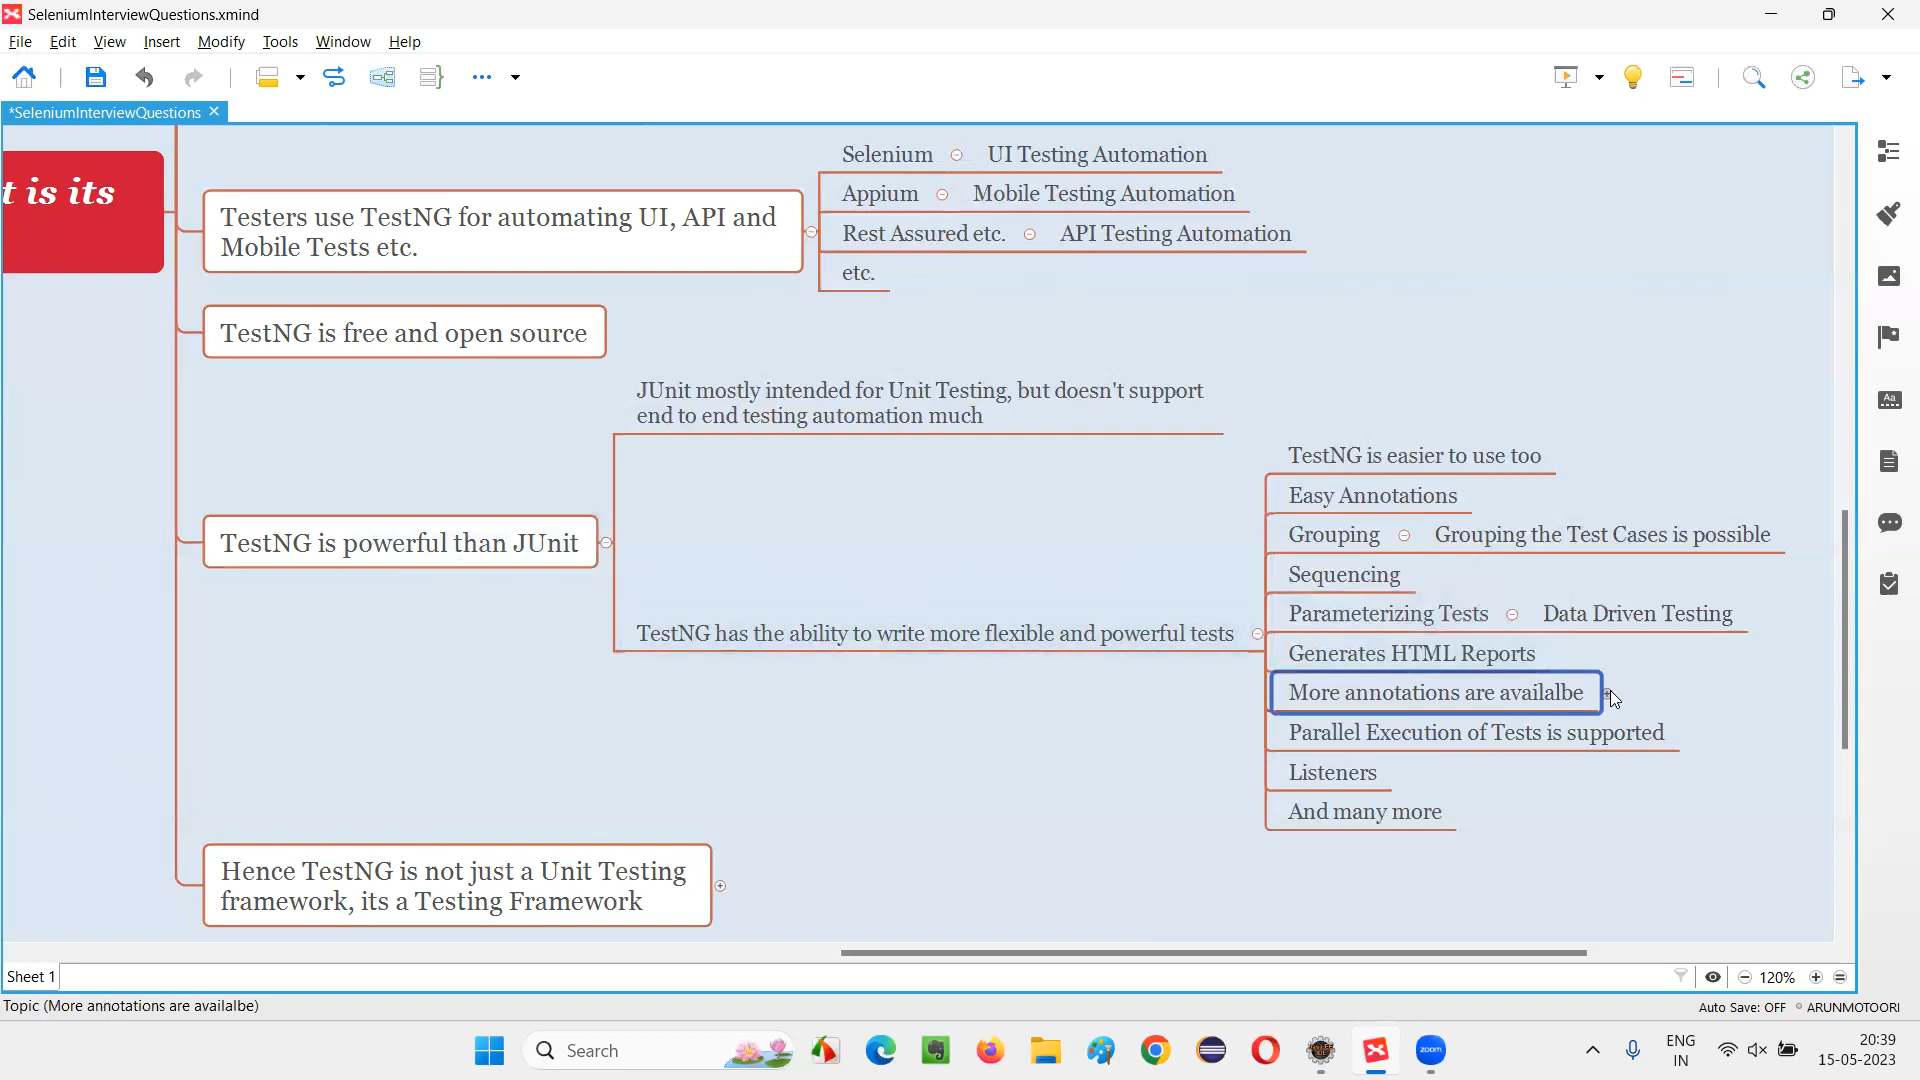 SeleniumInterviewQuestions.xmind
File Edit View Insert Modify Tools Window Help
*SeleniumInterviewQuestions
t is its
Testers use TestNG for automating UI, API and
Mobile Tests etc.
Selenium UI Testing Automation
Appium Mobile Testing Automation
Rest Assured etc. API Testing Automation
etc.
TestNG is free and open source
TestNG is powerful than JUnit
JUnit mostly intended for Unit Testing, but doesn't support
end to end testing automation much
TestNG has the ability to write more flexible and powerful tests
TestNG is easier to use too
Easy Annotations
Grouping Grouping the Test Cases is possible
Sequencing
Parameterizing Tests Data Driven Testing
Generates HTML Reports
More annotations are availalbe
Parallel Execution of Tests is supported
Listeners
And many more
Hence TestNG is not just a Unit Testing
framework, its a Testing Framework
Sheet 1
120%
Topic (More annotations are availalbe)
Auto Save: OFF ARUNMOTOORI
Search
zoom
ENG
IN
20:39
15-05-2023